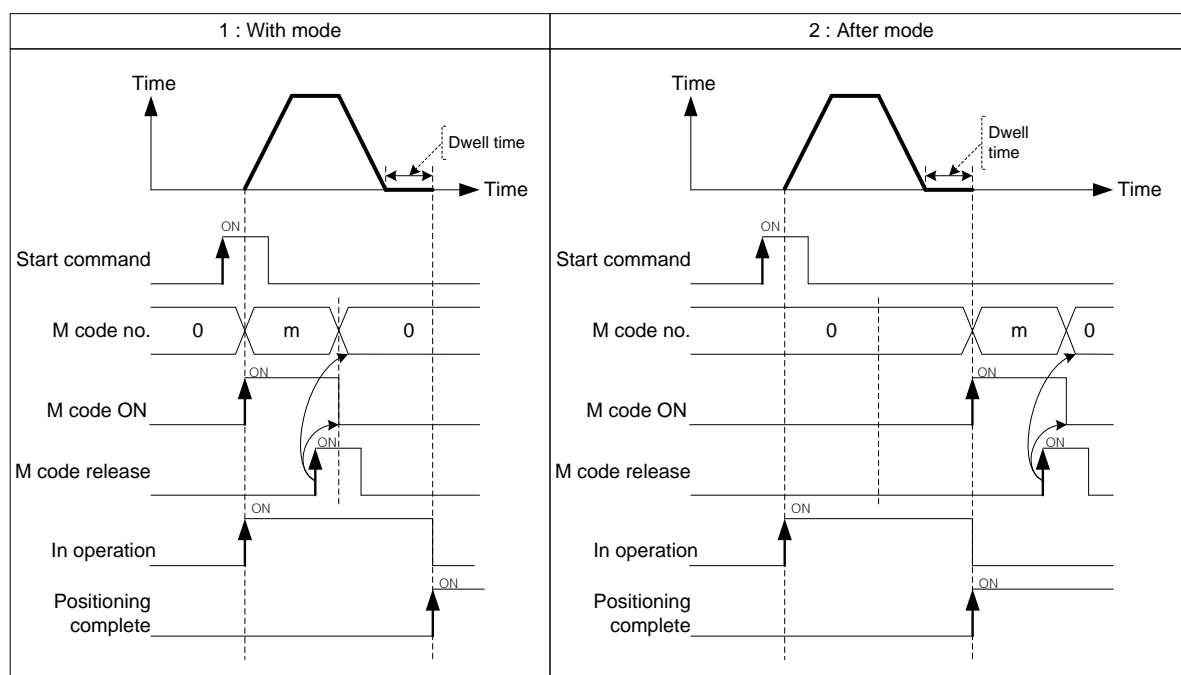 1 : With mode
Time
Dwell time
Time
Start command
ON
M code no.
0
m
0
M code ON
ON
M code release
ON
In operation
ON
Positioning
complete
ON
2 : After mode
Time
Dwell
time
Time
Start command
ON
M code no.
0
m
0
M code ON
ON
M code release
ON
In operation
ON
Positioning
complete
ON